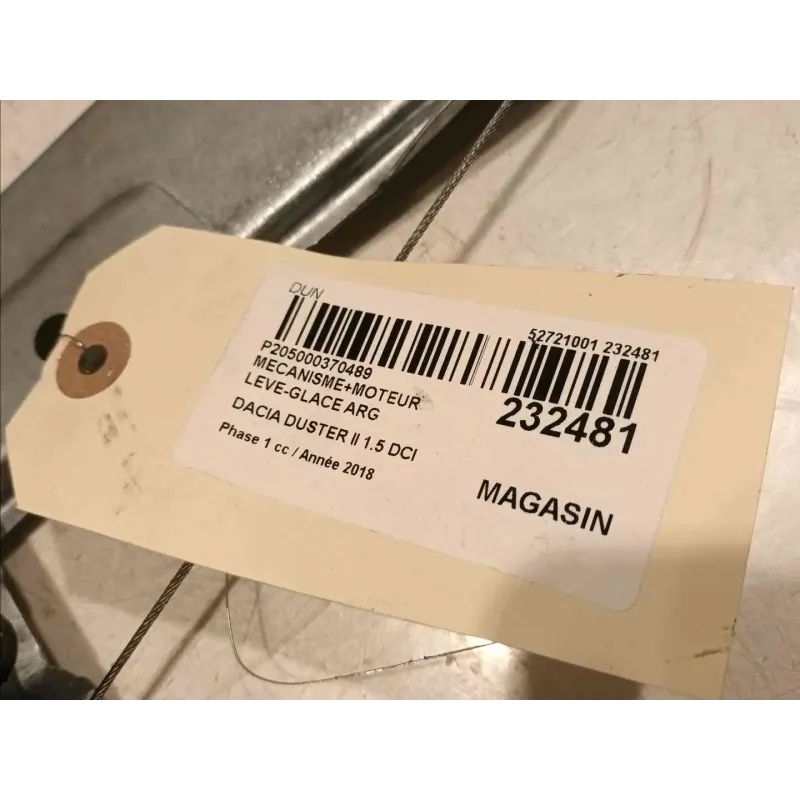 DUN
52721001 232481
P205000370489
MECANISME+MOTEUR
LEVE-GLACE ARG
232481
DACIA DUSTER II 1.5 DCI
Phase 1 cc / Année 2018
MAGASIN